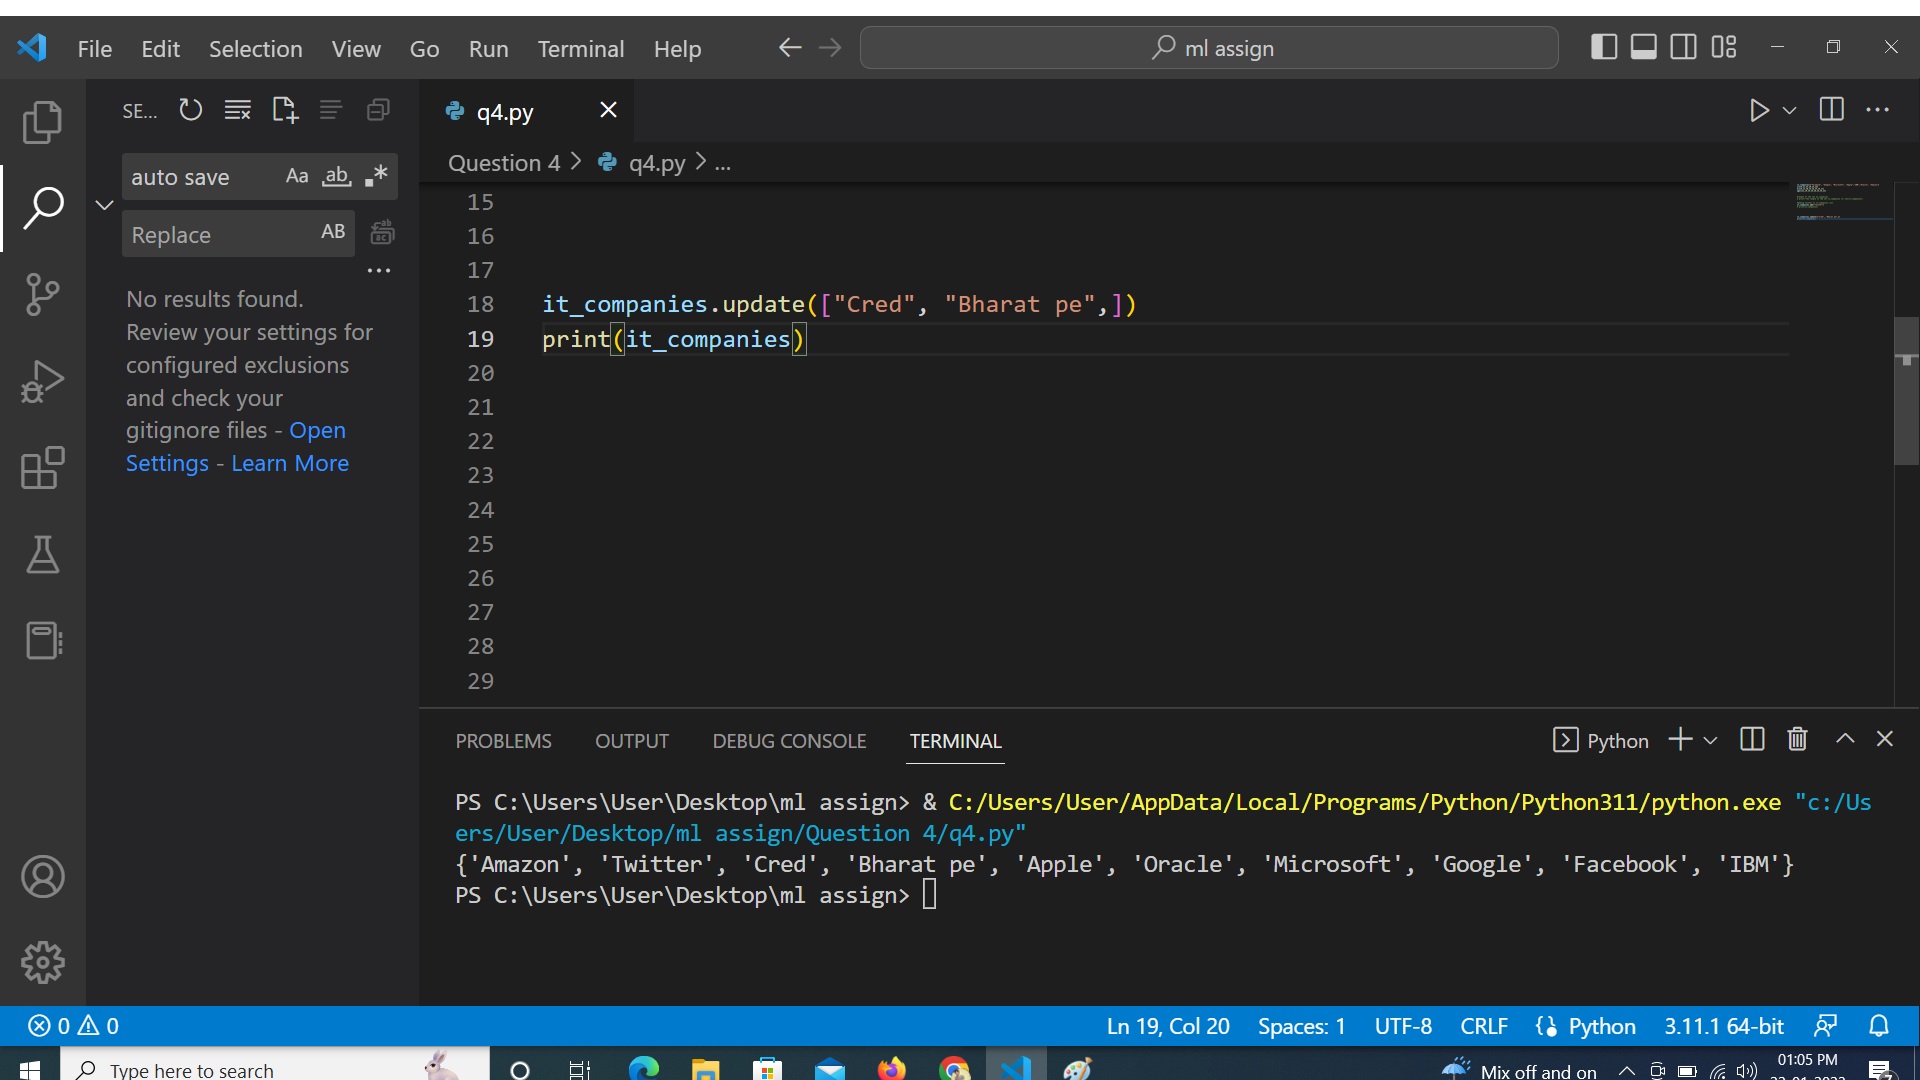 File Edit Selection View Go Run Terminal Help
ml assign
SE...
q4.py
auto save Aa ab
Replace AB
No results found.
Review your settings for
configured exclusions
and check your
gitignore files - Open
Settings - Learn More
Question 4 > q4.py > ...
15
16
17
18 it_companies.update(["Cred", "Bharat pe",])
19 print(it_companies)
20
21
22
23
24
25
26
27
28
29
PROBLEMS OUTPUT DEBUG CONSOLE TERMINAL
Python
PS C:\Users\User\Desktop\ml assign> & C:/Users/User/AppData/Local/Programs/Python/Python311/python.exe "c:/Us
ers/User/Desktop/ml assign/Question 4/q4.py"
{'Amazon', 'Twitter', 'Cred', 'Bharat pe', 'Apple', 'Oracle', 'Microsoft', 'Google', 'Facebook', 'IBM'}
PS C:\Users\User\Desktop\ml assign>
0 0
Ln 19, Col 20 Spaces: 1 UTF-8 CRLF Python 3.11.1 64-bit
Type here to search
Mix off and on
01:05 PM